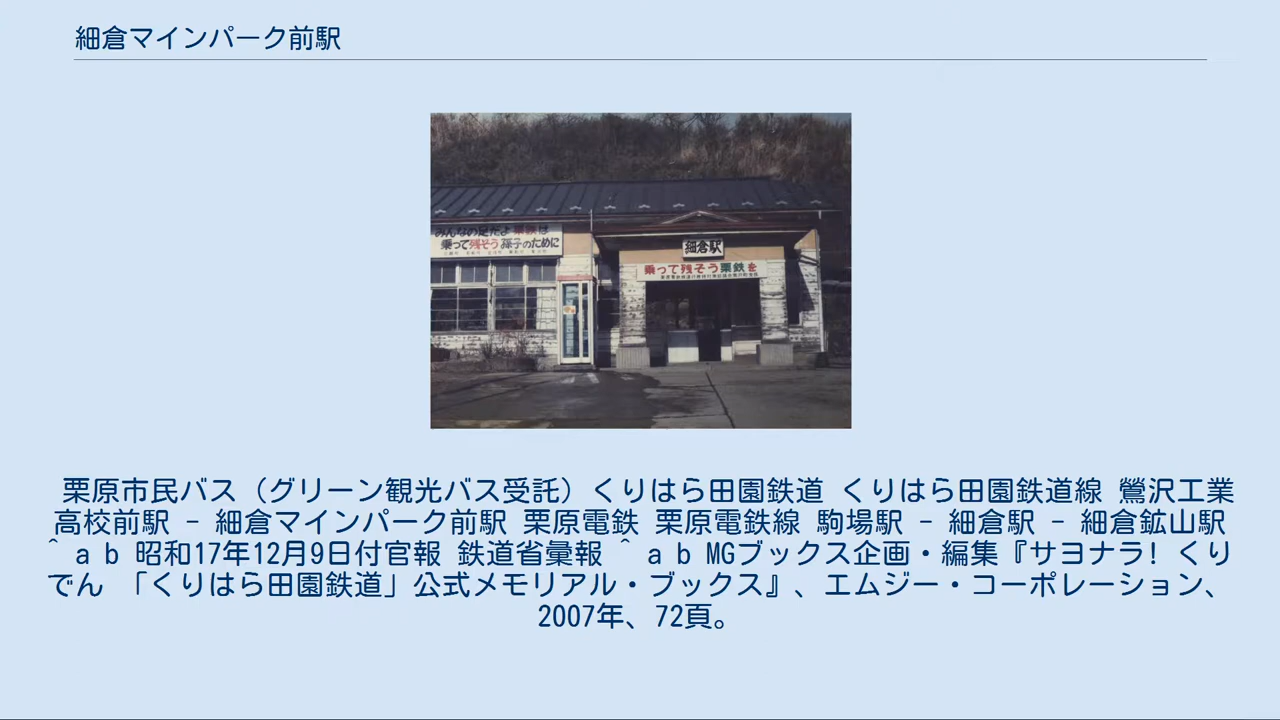 細倉マインパーク前駅
みんなの足だよ栗鉄は
乗って残そう孫子のために
細倉駅
乗って残そう栗鉄を
栗原市民バス（グリーン観光バス受託）くりはら田園鉄道 くりはら田園鉄道線 鶯沢工業
高校前駅 - 細倉マインパーク前駅 栗原電鉄 栗原電鉄線 駒場駅 - 細倉駅 - 細倉鉱山駅
^ a b 昭和17年12月9日付官報 鉄道省彙報 ^ a b MGブックス企画・編集『サヨナラ! くり
でん 「くりはら田園鉄道」公式メモリアル・ブックス』、エムジー・コーポレーション、
2007年、72頁。